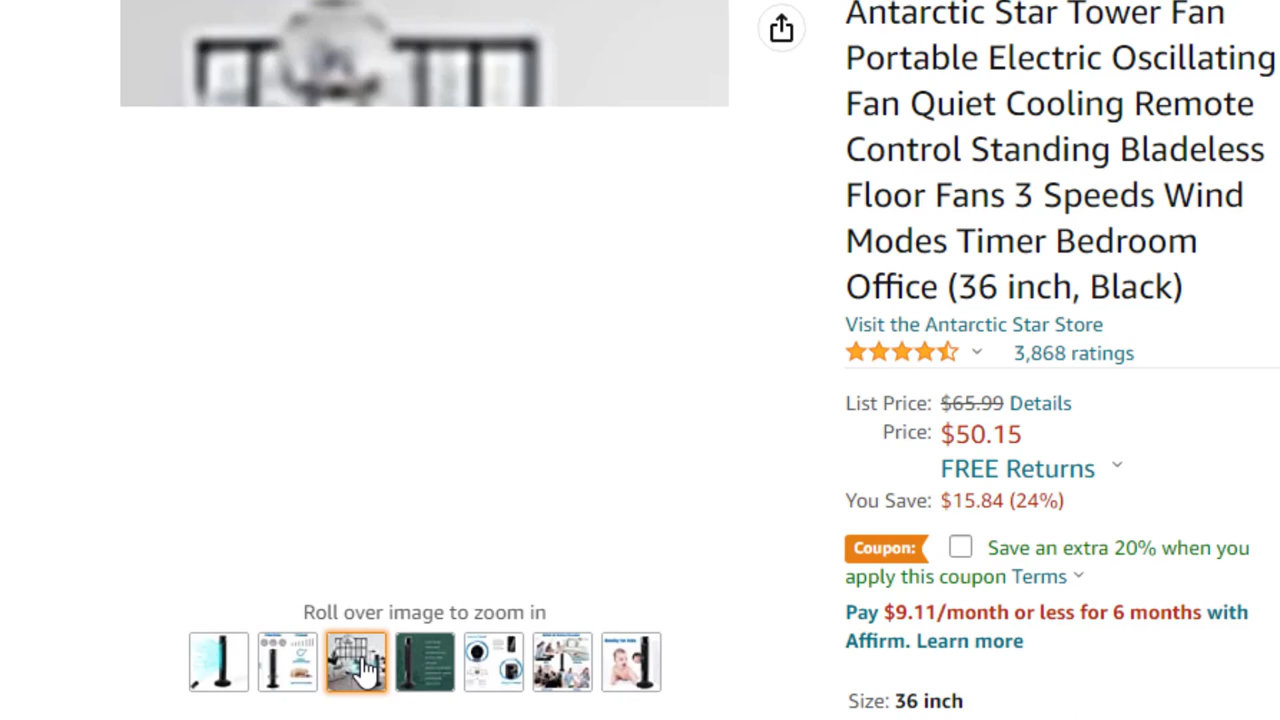 Antarctic Star Tower Fan
Portable Electric Oscillating
Fan Quiet Cooling Remote
Control Standing Bladeless
Floor Fans 3 Speeds Wind
Modes Timer Bedroom
Office (36 inch, Black)
Visit the Antarctic Star Store
3,868 ratings
List Price: $65.99 Details
Price: $50.15
FREE Returns
You Save: $15.84 (24%)
Coupon: Save an extra 20% when you
apply this coupon Terms
Pay $9.11/month or less for 6 months with
Affirm. Learn more
Roll over image to zoom in
Size: 36 inch